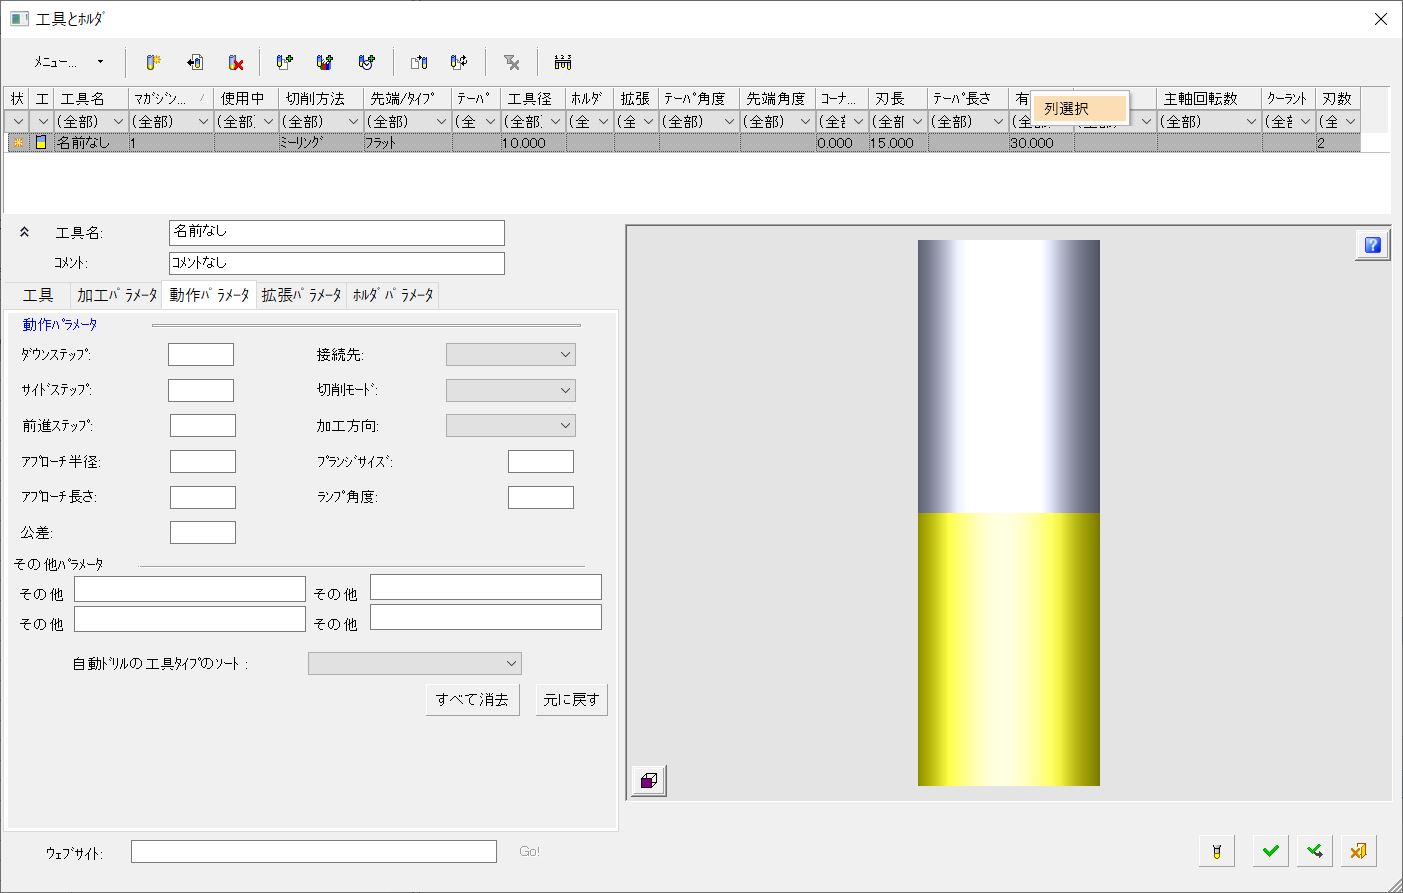 工具とﾎﾙﾀﾞ
ﾒﾆｭｰ...
状 工 工具名 ﾏｶﾞｼﾞﾝ... 使用中 切削方法 先端/ﾀｲﾌﾟ ﾃｰﾊﾟ 工具径 ﾎﾙﾀﾞ 拡張 ﾃｰﾊﾟ角度 先端角度 ｺｰﾅ... 刃長 ﾃｰﾊﾟ長さ 有 主軸回転数 ｸｰﾗﾝﾄ 刃数
列選択
(全部) (全部) (全部) (全部) (全部) (全 (全部) (全 (全 (全部) (全部) (全 (全部) (全部) (全部) (全部) (全 (全
名前なし 1 ﾐｰﾘﾝｸﾞ ﾌﾗｯﾄ 10.000 0.000 15.000 30.000 2
工具名: 名前なし
ｺﾒﾝﾄ: ｺﾒﾝﾄなし
工具 加工ﾊﾟﾗﾒｰﾀ 動作ﾊﾟﾗﾒｰﾀ 拡張ﾊﾟﾗﾒｰﾀ ﾎﾙﾀﾞﾊﾟﾗﾒｰﾀ
動作ﾊﾟﾗﾒｰﾀ
ﾀﾞｳﾝｽﾃｯﾌﾟ: 接続先:
ｻｲﾄﾞｽﾃｯﾌﾟ: 切削ﾓｰﾄﾞ:
前進ｽﾃｯﾌﾟ: 加工方向:
ｱﾌﾟﾛｰﾁ半径: ﾌﾟﾗﾝｼﾞｻｲｽﾞ:
ｱﾌﾟﾛｰﾁ長さ: ﾗﾝﾌﾟ角度:
公差:
その他ﾊﾟﾗﾒｰﾀ
その他 その他
その他 その他
自動ﾄﾞﾘﾙの工具ﾀｲﾌﾟのｿｰﾄ :
すべて消去 元に戻す
ｳｪﾌﾞｻｲﾄ: Go!